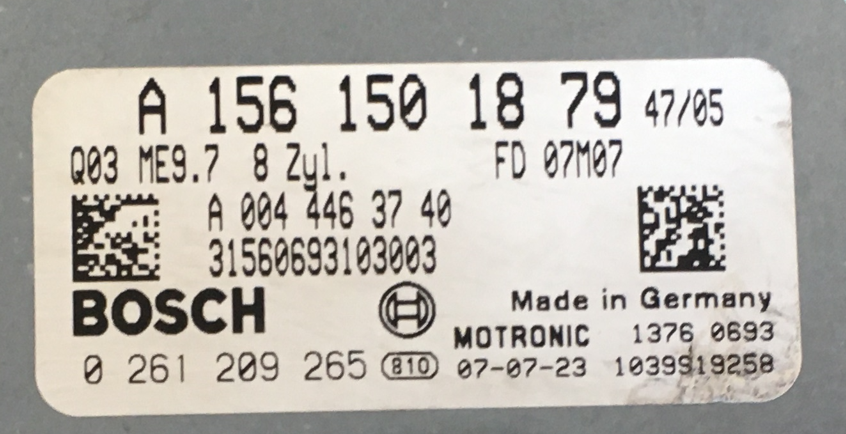 A 156 150 18 79 47/05
Q03 ME9.7 8 Zyl. FD 07M07
A 004 446 37 40
31560693103003
BOSCH Made in Germany
MOTRONIC 1376 0693
0 261 209 265 810 07-07-23 1039S19258